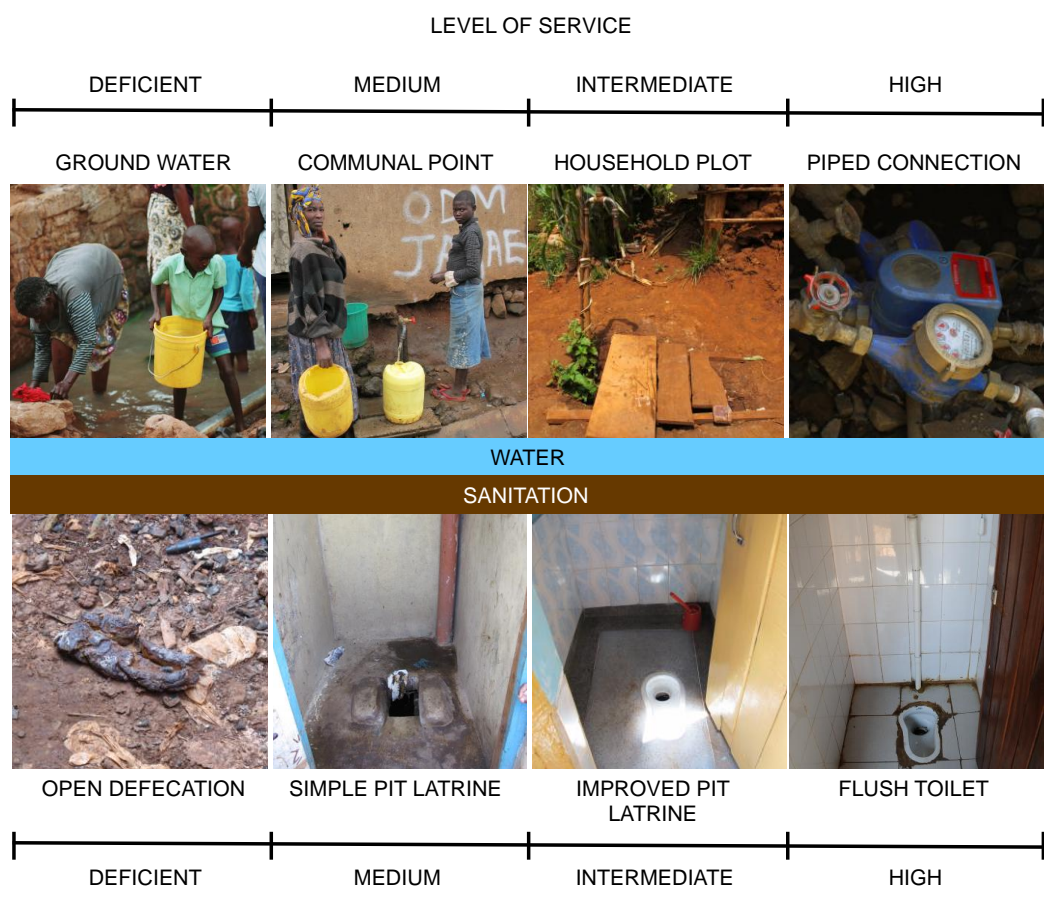 LEVEL OF SERVICE
DEFICIENT
MEDIUM
INTERMEDIATE
HIGH
GROUND WATER
COMMUNAL POINT
HOUSEHOLD PLOT
PIPED CONNECTION
ODM
WATER
SANITATION
OPEN DEFECATION
SIMPLE PIT LATRINE
IMPROVED PIT
LATRINE
FLUSH TOILET
DEFICIENT
MEDIUM
INTERMEDIATE
HIGH